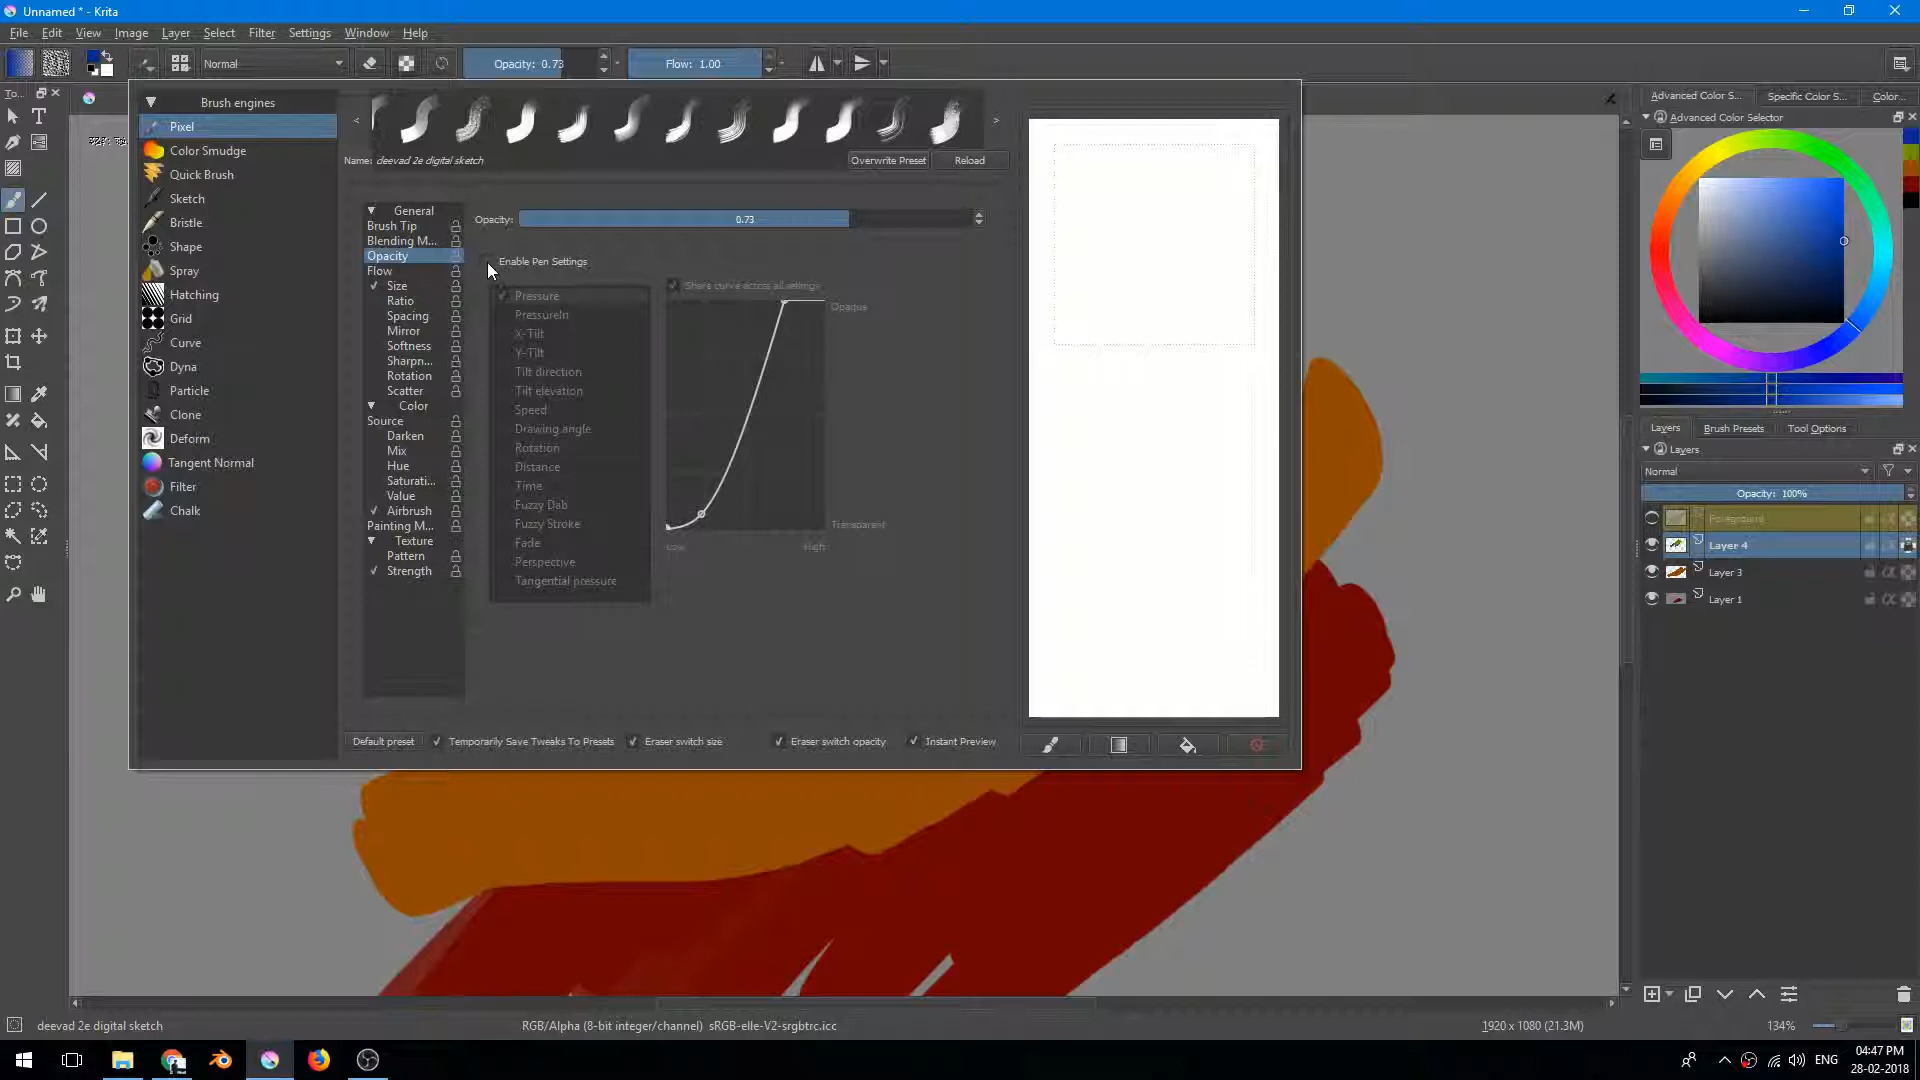 Unnamed * - Krita
File Edit View Image Layer Select Filter Settings Window Help
Normal Opacity: 0.73 Flow: 1.00
To...
Brush engines
Pixel
Color Smudge
Quick Brush
Sketch
Bristle
Shape
Spray
Hatching
Grid
Curve
Dyna
Particle
Clone
Deform
Tangent Normal
Filter
Chalk
< >
Name: deevad 2e digital sketch Overwrite Preset Reload
General
Brush Tip
Blending M...
Opacity
Flow
Size
Ratio
Spacing
Mirror
Softness
Sharpn...
Rotation
Scatter
Color
Source
Darken
Mix
Hue
Saturati...
Value
Airbrush
Painting M...
Texture
Pattern
Strength
Opacity: 0.73
Enable Pen Settings
Pressure
PressureIn
X-Tilt
Y-Tilt
Tilt direction
Tilt elevation
Speed
Drawing angle
Rotation
Distance
Time
Fuzzy Dab
Fuzzy Stroke
Fade
Perspective
Tangential pressure
Share curve across all settings
Opaque
Transparent
Low High
Default preset Temporarily Save Tweaks To Presets Eraser switch size Eraser switch opacity Instant Preview
Advanced Color S... Specific Color S... Color...
Advanced Color Selector
Layers Brush Presets Tool Options
Layers
Normal
Opacity: 100%
Foreground
Layer 4
Layer 3
Layer 1
deevad 2e digital sketch RGB/Alpha (8-bit integer/channel) sRGB-elle-V2-srgbtrc.icc 1920 x 1080 (21.3M) 134%
ENG
04:47 PM
28-02-2018